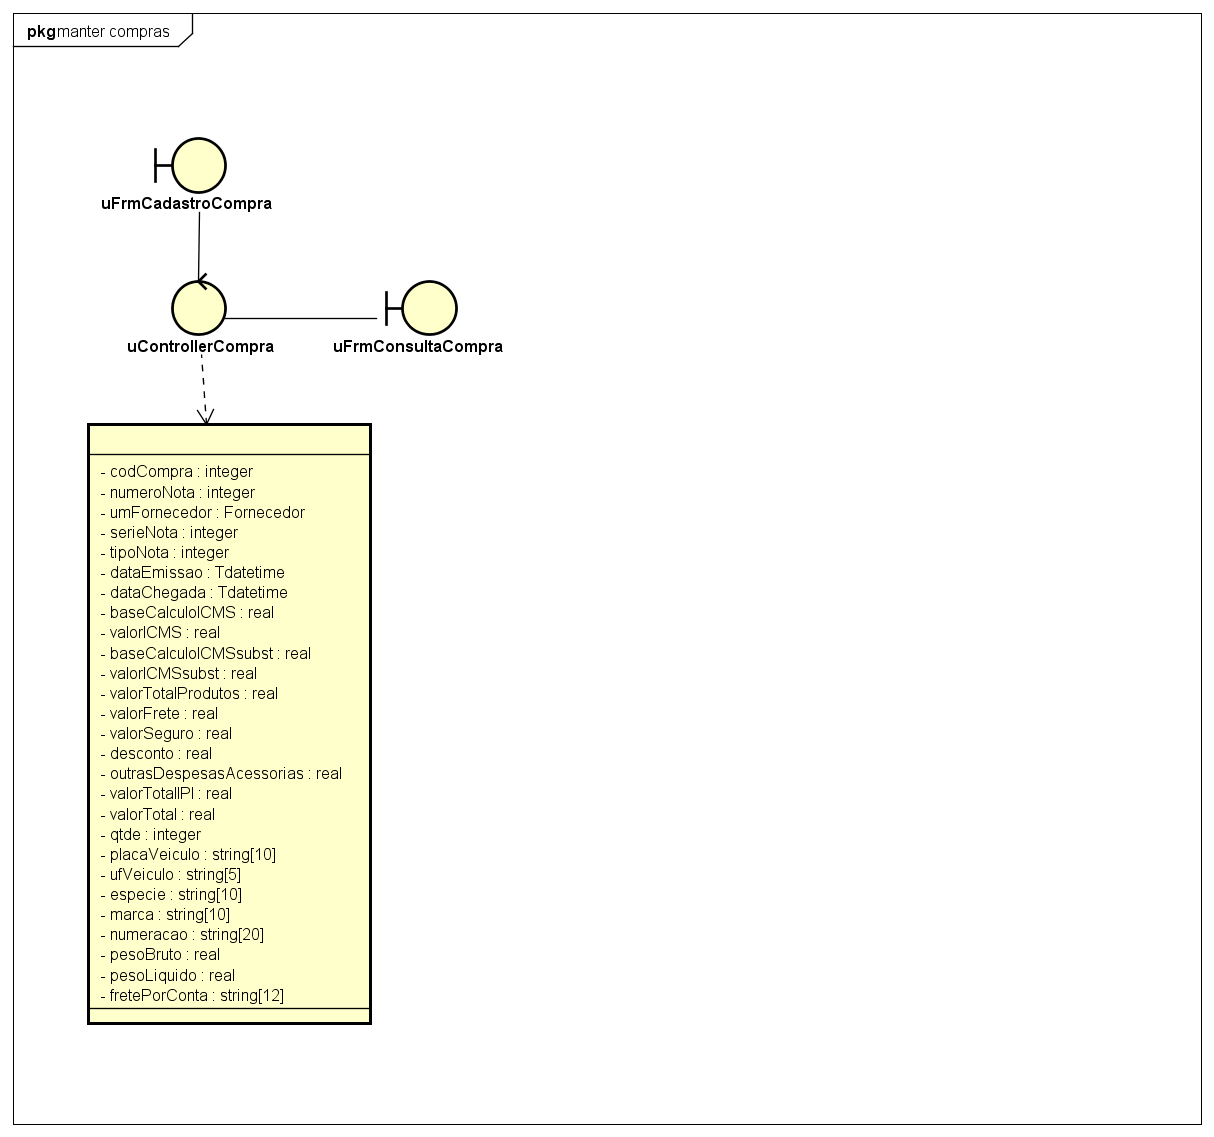 pkg manter compras
uFrmCadastroCompra
uControllerCompra
uFrmConsultaCompra
- codCompra : integer
- numeroNota : integer
- umFornecedor : Fornecedor
- serieNota : integer
- tipoNota : integer
- dataEmissao : Tdatetime
- dataChegada : Tdatetime
- baseCalculoICMS : real
- valorICMS : real
- baseCalculoICMSsubst : real
- valorICMSsubst : real
- valorTotalProdutos : real
- valorFrete : real
- valorSeguro : real
- desconto : real
- outrasDespesasAcessorias : real
- valorTotalIPI : real
- valorTotal : real
- qtde : integer
- placaVeiculo : string[10]
- ufVeiculo : string[5]
- especie : string[10]
- marca : string[10]
- numeracao : string[20]
- pesoBruto : real
- pesoLiquido : real
- fretePorConta : string[12]